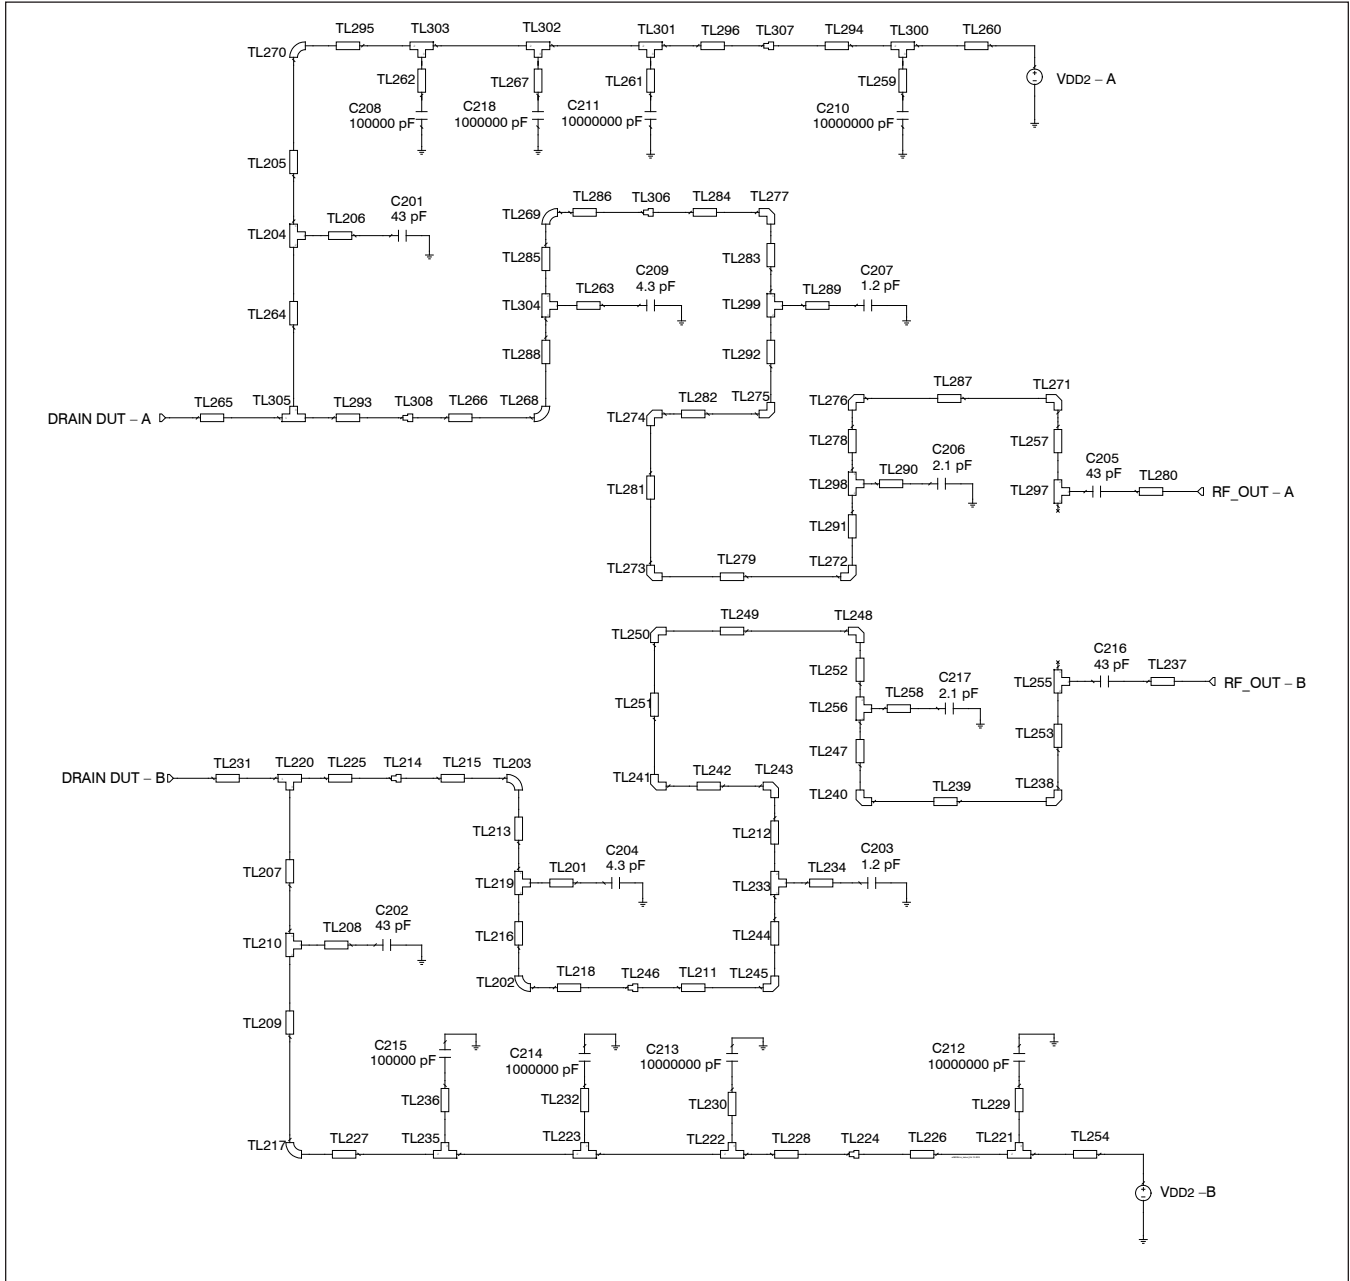 TL295 TL303 TL302 TL301 TL296 TL307 TL294 TL300 TL260
TL270
TL262 TL267 TL261 TL259 VDD2 – A
C208 C218 C211 C210
100000 pF 1000000 pF 10000000 pF 10000000 pF
TL205
TL286 TL306 TL284 TL277
C201
43 pF
TL206 TL269
TL204
TL285 TL283
C209 C207
4.3 pF 1.2 pF
TL263 TL289
TL304 TL299
TL264
TL288 TL292
TL287 TL271
DRAIN DUT – A TL265 TL305 TL293 TL308 TL266 TL268 TL282 TL275 TL276
TL274
TL278 TL257
C206 C205
2.1 pF 43 pF
TL290 TL280
TL281 TL298 TL297 RF_OUT – A
TL291
TL279
TL273 TL272
TL249 TL248
TL250
C216
43 pF
TL252 TL237
C217
2.1 pF
TL258
TL255 RF_OUT – B
TL251 TL256
TL253
TL247
DRAIN DUT – B TL231 TL220 TL225 TL214 TL215 TL203 TL241 TL242 TL243
TL240 TL239 TL238
TL213 TL212
C204 C203
4.3 pF 1.2 pF
TL201 TL234
TL207
TL219 TL233
C202
43 pF
TL208
TL210 TL216 TL244
TL202 TL218 TL246 TL211 TL245
TL209
C215 C214 C213 C212
100000 pF 1000000 pF 10000000 pF 10000000 pF
TL236 TL232 TL230 TL229
TL217 TL227 TL235 TL223 TL222 TL228 TL224 TL226 TL221 TL254
VDD2 –B